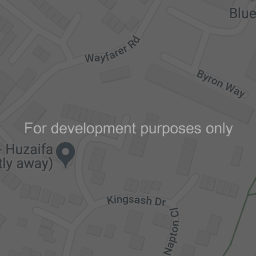 Blue
Wayfarer Rd
Byron Way
For development purposes only
- Huzaifa
tly away)
Kingsash Dr
Napton Cl